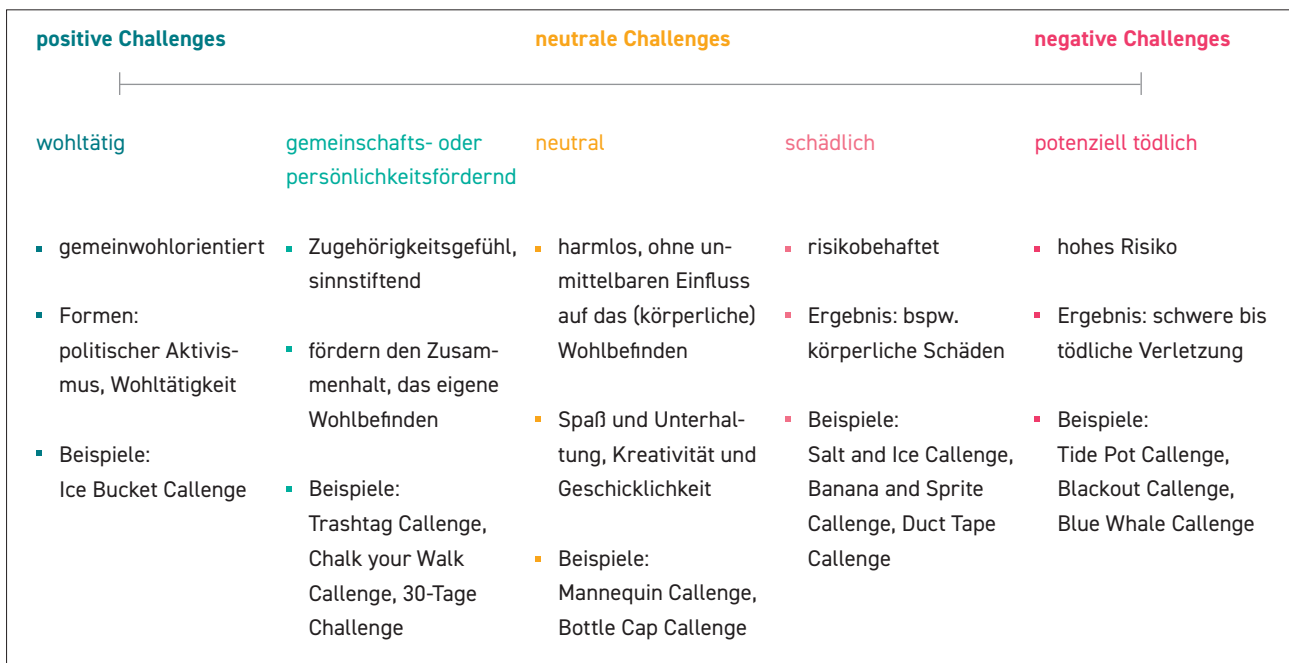 positive Challenges
neutrale Challenges
negative Challenges
wohltätig
gemeinschafts- oder
persönlichkeitsfördernd
neutral
schädlich
potenziell tödlich
gemeinwohlorientiert
Formen:
politischer Aktivis-
mus, Wohltätigkeit
Beispiele:
Ice Bucket Callenge
Zugehörigkeitsgefühl,
sinnstiftend
fördern den Zusam-
menhalt, das eigene
Wohlbefinden
Beispiele:
Trashtag Callenge,
Chalk your Walk
Callenge, 30-Tage
Challenge
harmlos, ohne un-
mittelbaren Einfluss
auf das (körperliche)
Wohlbefinden
Spaß und Unterhal-
tung, Kreativität und
Geschicklichkeit
Beispiele:
Mannequin Callenge,
Bottle Cap Callenge
risikobehaftet
Ergebnis: bspw.
körperliche Schäden
Beispiele:
Salt and Ice Callenge,
Banana and Sprite
Callenge, Duct Tape
Callenge
hohes Risiko
Ergebnis: schwere bis
tödliche Verletzung
Beispiele:
Tide Pot Callenge,
Blackout Callenge,
Blue Whale Callenge